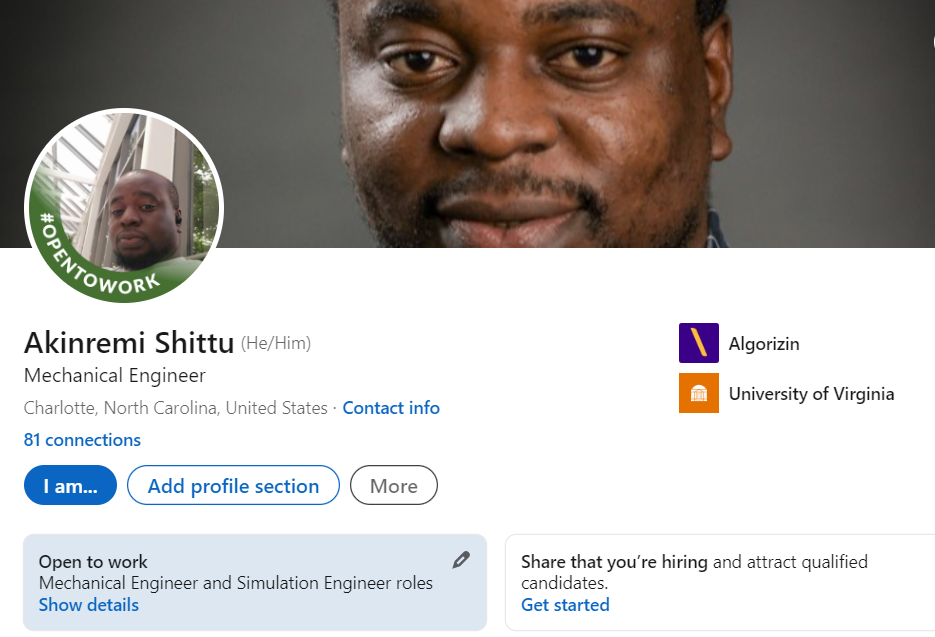 #OPENTOWORK
Akinremi Shittu (He/Him)
Mechanical Engineer
Charlotte, North Carolina, United States · Contact info
81 connections
I am...
Add profile section
More
Algorizin
University of Virginia
Open to work
Mechanical Engineer and Simulation Engineer roles
Show details
Share that you’re hiring and attract qualified
candidates.
Get started